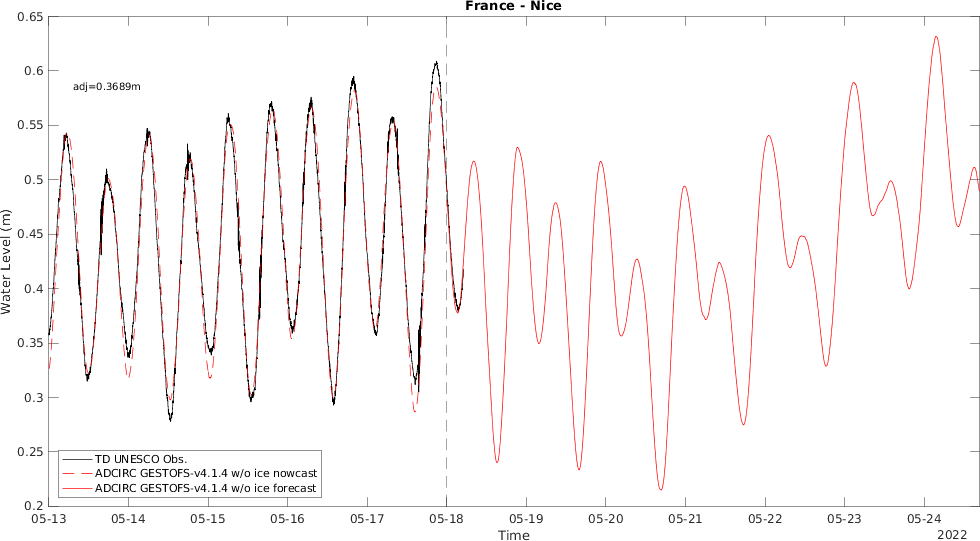 France - Nice
0.65
0.6
0.55
0.5
0.45
0.4
0.35
0.3
0.25
0.2
Water Level (m)
adj=0.3689m
TD UNESCO Obs.
ADCIRC GESTOFS-v4.1.4 w/o ice nowcast
ADCIRC GESTOFS-v4.1.4 w/o ice forecast
05-13 05-14 05-15 05-16 05-17 05-18 05-19 05-20 05-21 05-22 05-23 05-24
Time
2022